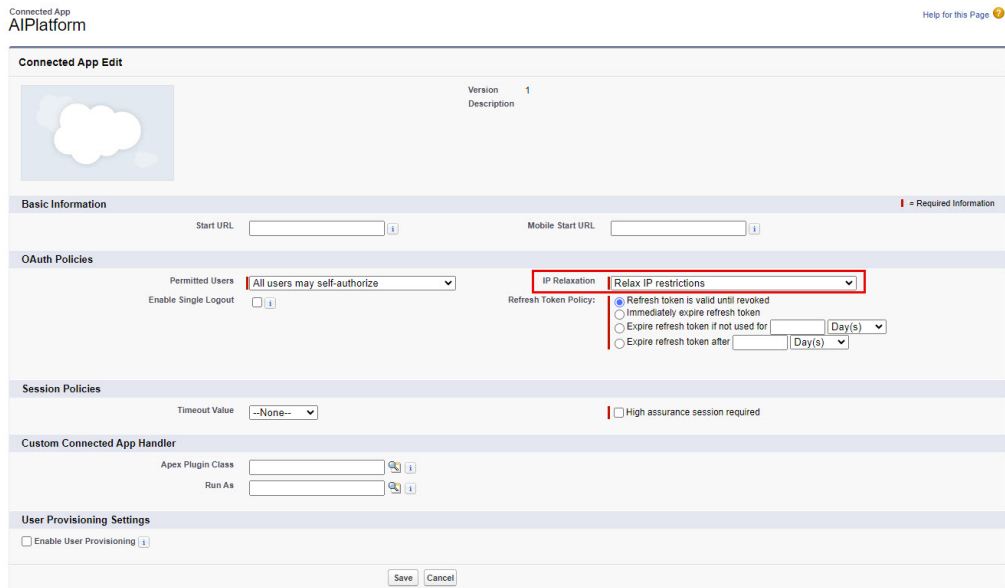 Connected App
AIPlatform
Help for this Page
Connected App Edit
Version 1
Description
Basic Information
= Required Information
Start URL
Mobile Start URL
OAuth Policies
Permitted Users All users may self-authorize
IP Relaxation Relax IP restrictions
Enable Single Logout
Refresh Token Policy: Refresh token is valid until revoked
Immediately expire refresh token
Expire refresh token if not used for Day(s)
Expire refresh token after Day(s)
Session Policies
Timeout Value --None--
High assurance session required
Custom Connected App Handler
Apex Plugin Class
Run As
User Provisioning Settings
Enable User Provisioning
Save Cancel